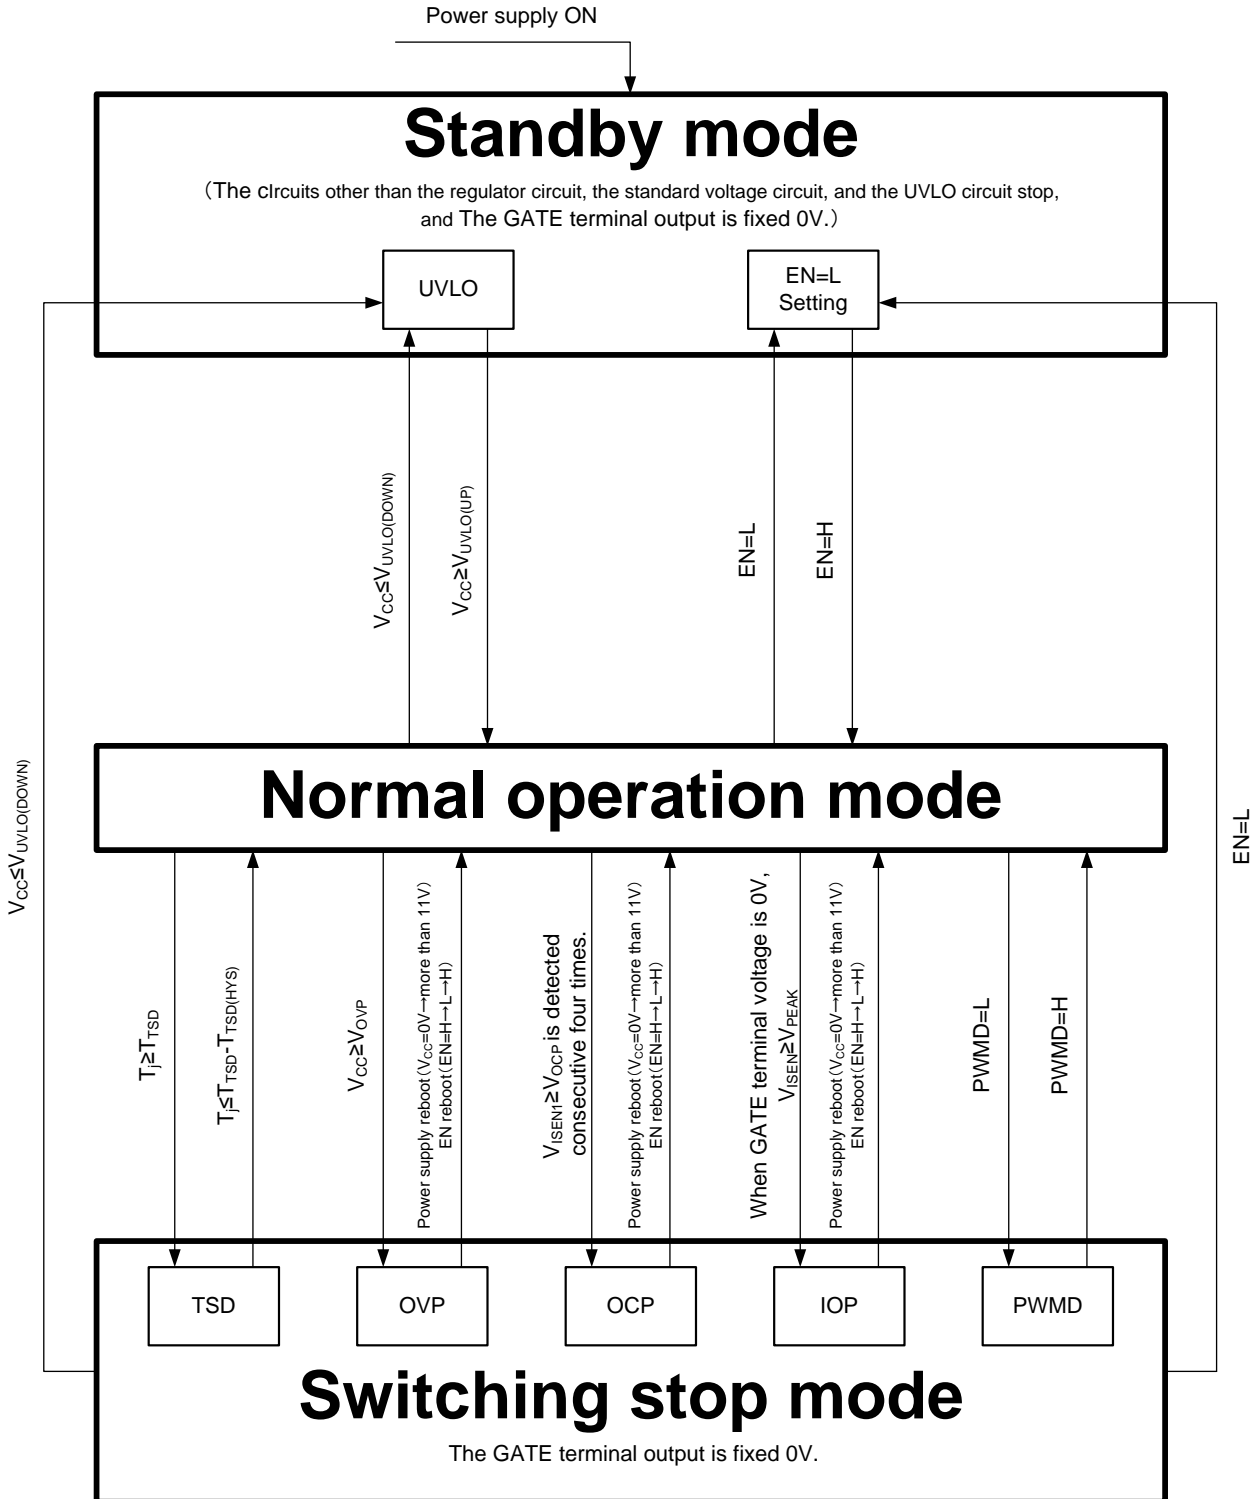 Power supply ON
Standby mode
（The cIrcuits other than the regulator circuit, the standard voltage circuit, and the UVLO circuit stop,
and The GATE terminal output is fixed 0V.）
UVLO
EN=L
Setting
VCC≤VUVLO(DOWN)
VCC≥VUVLO(UP)
EN=L
EN=H
Normal operation mode
VCC≤VUVLO(DOWN)
EN=L
Tj≥TTSD
Tj≤TTSD-TTSD(HYS)
VCC≥VOVP
Power supply reboot（VCC=0V→more than 11V）
EN reboot（EN=H→L→H）
VISEN1≥VOCP is detected
consecutive four times.
Power supply reboot（VCC=0V→more than 11V）
EN reboot（EN=H→L→H）
When GATE terminal voltage is 0V,
VISEN≥VPEAK
Power supply reboot（VCC=0V→more than 11V）
EN reboot（EN=H→L→H）
PWMD=L
PWMD=H
TSD
OVP
OCP
IOP
PWMD
Switching stop mode
The GATE terminal output is fixed 0V.